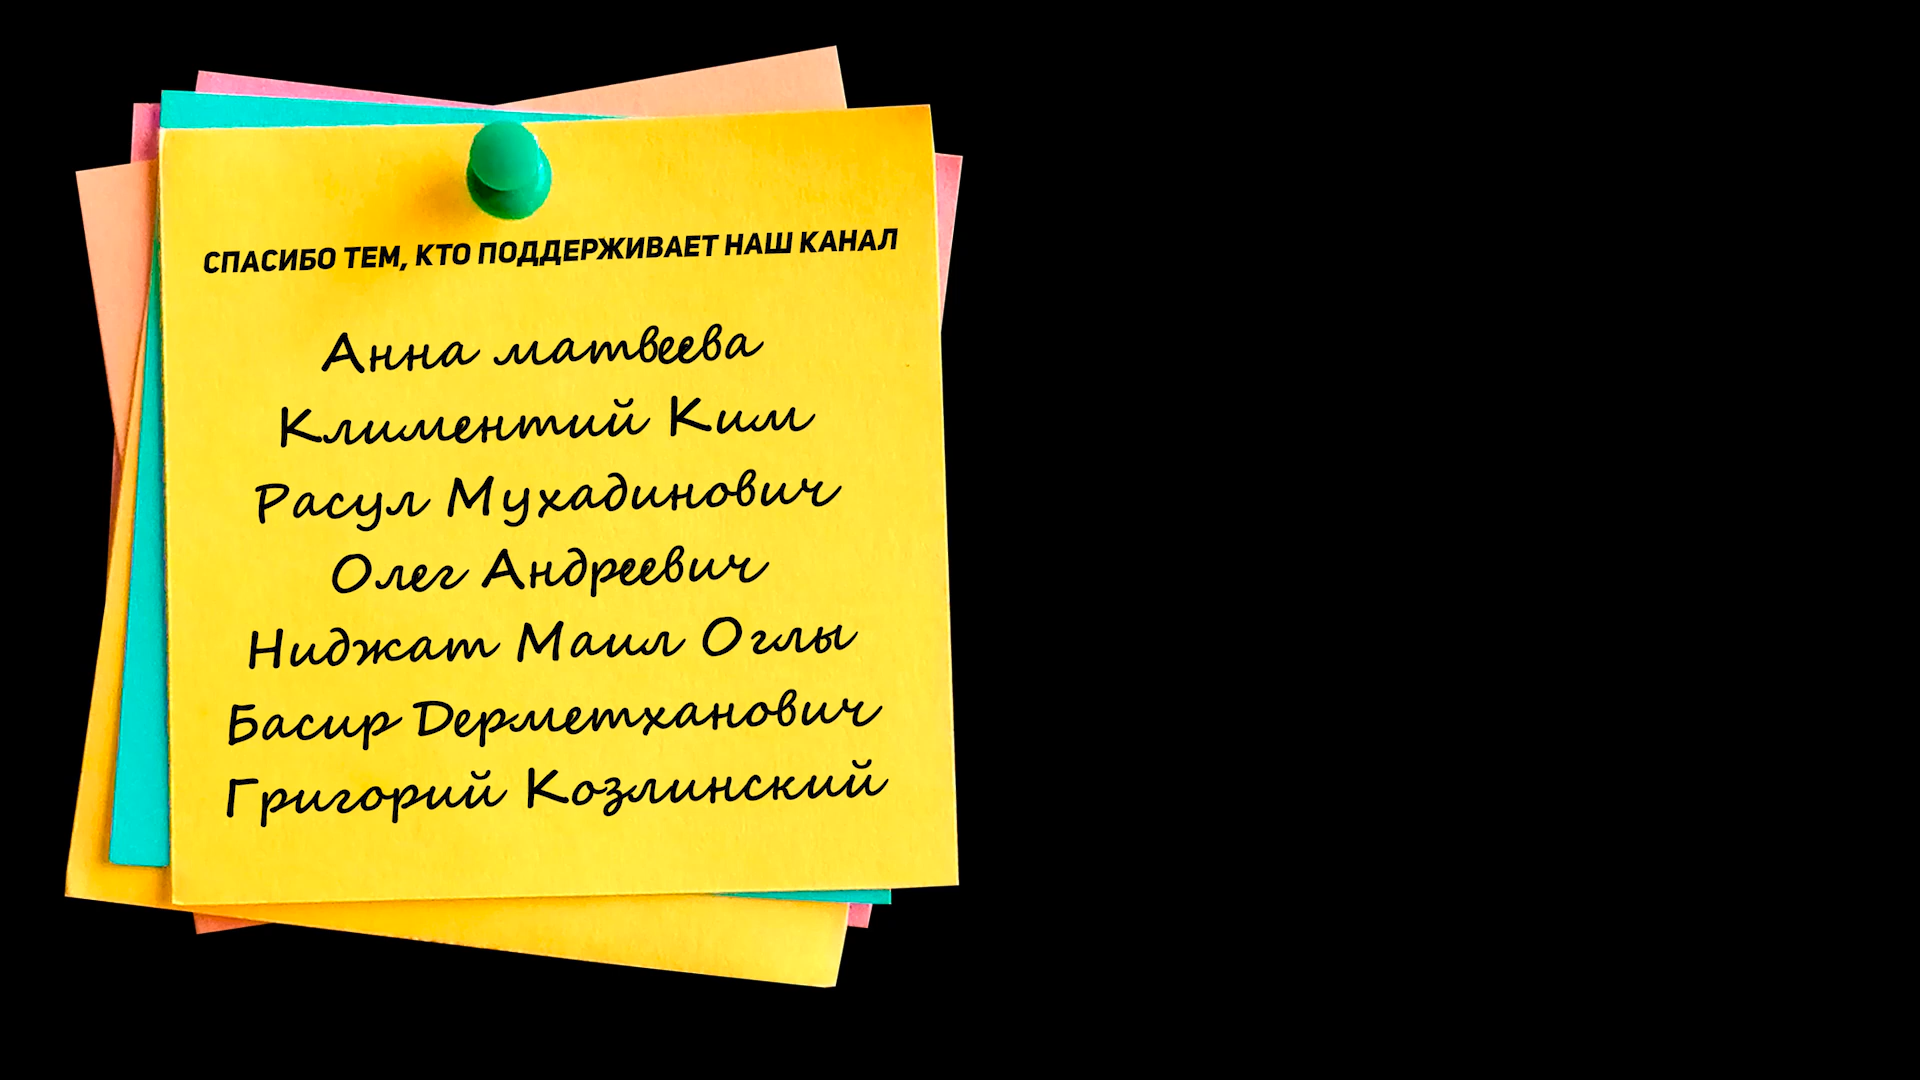 СПАСИБО ТЕМ, КТО ПОДДЕРЖИВАЕТ НАШ КАНАЛ
Анна матвеева
Климентий Ким
Расул Мухадинович
Олег Андреевич
Ниджат Маил Оглы
Басир Дерметханович
Григорий Козлинский